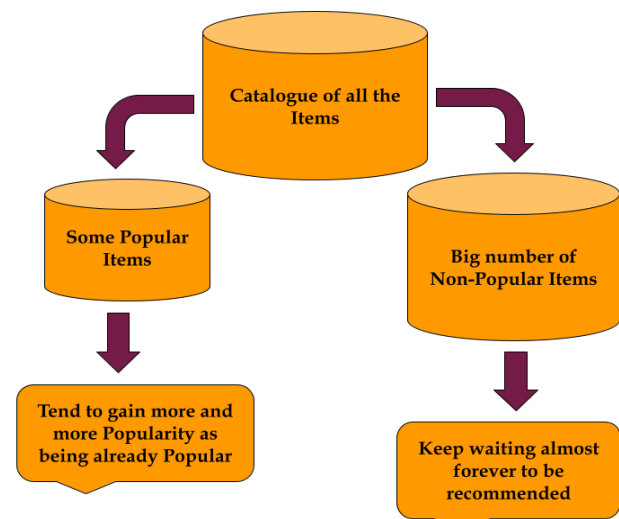 Catalogue of all the
Items
Some Popular
Items
Big number of
Non-Popular Items
Tend to gain more and
more Popularity as
being already Popular
Keep waiting almost
forever to be
recommended